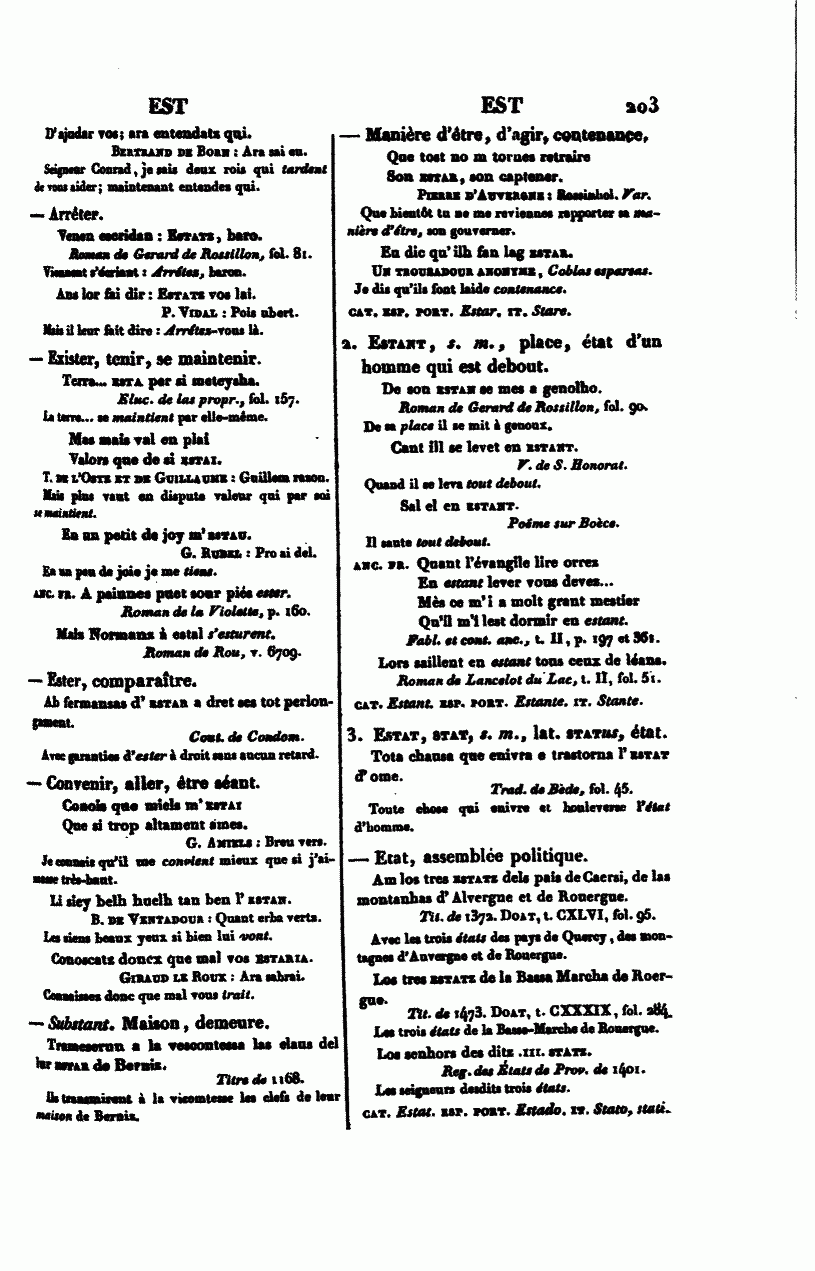 EST
EST
203
D'ajudar vos; ara entendatz qui.
BERTRAND DE BORN : Ara sai eu.
Seigneur Conrad, je sais deux rois qui tardent
de vous aider; maintenant entendes qui.
— Arrêter.
Venon escridan : ESTATS, baro.
Roman de Gerard de Rossillon, fol. 81.
Viennent s'écriant : Arrêtes, baron.
Ans lor fai dir : ESTATZ vos lai.
P. VIDAL : Pois ubert.
Mais il leur fait dire : Arrêtez-vous là.
— Exister, tenir, se maintenir.
Terra... ESTA per si meteysha.
Eluc. de las propr., fol. 157.
La terre... se maintient par elle-même.
Mas mais val en plai
Valors que de si ESTAI.
T. DE L'OSTE ET DE GUILLAUME : Guillem razon.
Mais plus vaut en dispute valeur qui par soi
se maintient.
En un petit de joy m'ESTAU.
G. RUDEL : Pro ai del.
En un peu de joie je me tiens.
ANC. FR. A painnes puet sour piés ester.
Roman de la Violette, p. 160.
Mais Normanz à estal s'esturent.
Roman de Rou, v. 6709.
— Ester, comparaître.
Ab fermansas d'ESTAR a dret ses tot perlon-
gament.
Cout. de Condom.
Avec garanties d'ester à droit sans aucun retard.
— Convenir, aller, être séant.
Conois que miels m'ESTAI
Que si trop altament ames.
G. AMIELS : Breu vers.
Je connais qu'il me convient mieux que si j'ai-
masse très-haut.
Li siey belh huelh tan ben l'ESTAN.
B. DE VENTADOUR : Quant erba vertz.
Les siens beaux yeux si bien lui vont.
Conoscatz doncx que mal vos ESTARIA.
GIRAUD LE ROUX : Ara sabrai.
Connaisses donc que mal vous irait.
— Substant. Maison, demeure.
Trameserun a la vescontessa las claus del
lur ESTAR de Bernis.
Titre de 1168.
Ils transmirent à la vicomtesse les clefs de leur
maison de Bernis.
— Manière d'être, d'agir, contenance.
Que tost no m tornes retraire
Son ESTAR, son captener.
PIERRE D'AUVERGNE : Rossinhol. Var.
Que bientôt tu ne me reviennes rapporter sa ma-
nière d'être, son gouverner.
En dic qu'ilh fan lag ESTAR.
UN TROUBADOUR ANONYME, Coblas esparsas.
Je dis qu'ils font laide contenance.
CAT. ESP. PORT. Estar. IT. Stare.
2. ESTANT, s. m., place, état d'un
homme qui est debout.
De son ESTAN se mes a genolho.
Roman de Gerard de Rossillon, fol. 90.
De sa place il se mit à genoux.
Cant ill se levet en ESTANT.
V. de S. Honorat.
Quand il se leva tout debout.
Sal el en ESTANT.
Poëme sur Boèce.
Il saute tout debout.
ANC. FR. Quant l'évangile lire orrez
En estant lever vous devez...
Mès ce m'i a molt grant mestier
Qu'il m'i lest dormir en estant.
Fabl. et cont. anc., t. II, p. 197 et 361.
Lors saillent en estant tous ceux de léans.
Roman de Lancelot du Lac, t. II, fol. 51.
CAT. Estant. ESP. PORT. Estante. IT. Stante.
3. ESTAT, STAT, s. m., lat. STATUS, état.
Tota chausa que enivra e trastorna l'ESTAT
d'ome.
Trad. de Bède, fol. 45.
Toute chose qui enivre et bouleverse l'état
d'homme.
— Etat, assemblée politique.
Am los tres ESTATZ dels pais de Caersi, de las
montanhas d'Alvergne et de Rouergue.
Tit. de 1372. DOAT, t. CXLVI, fol. 95.
Avec les trois états des pays de Quercy, des mon-
tagnes d'Auvergne et de Rouergue.
Los tres ESTATZ de la Bassa Marcha de Roer-
gue.
Tit. de 1473. DOAT, t. CXXXIX, fol. 284.
Les trois états de la Basse-Marche de Rouergue.
Los senhors des ditz .III. STATZ.
Reg. des États de Prov. de 1401.
Les seigneurs desdits trois états.
CAT. Estat. ESP. PORT. Estado. IT. Stato, stati.